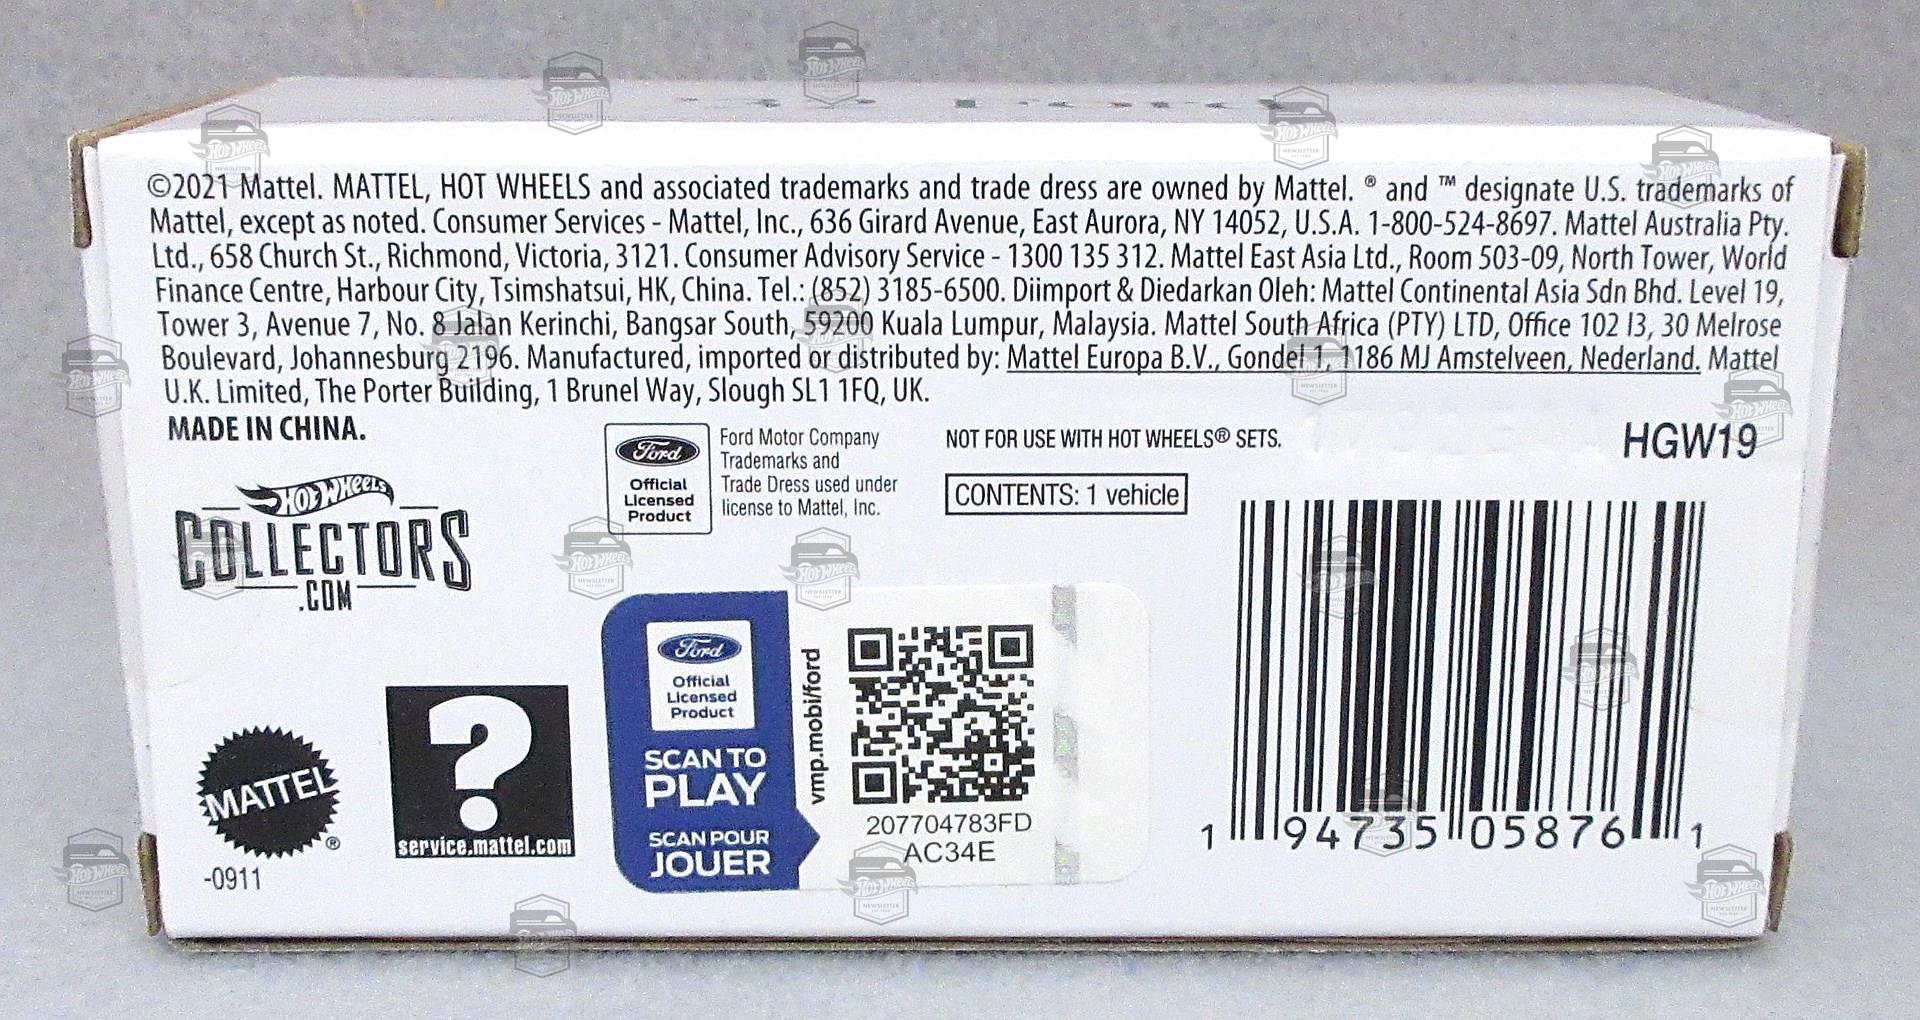 ©2021 Mattel. MATTEL, HOT WHEELS and associated trademarks and trade dress are owned by Mattel. ® and ™ designate U.S. trademarks of
Mattel, except as noted. Consumer Services - Mattel, Inc., 636 Girard Avenue, East Aurora, NY 14052, U.S.A. 1-800-524-8697. Mattel Australia Pty.
Ltd., 658 Church St., Richmond, Victoria, 3121. Consumer Advisory Service - 1300 135 312. Mattel East Asia Ltd., Room 503-09, North Tower, World
Finance Centre, Harbour City, Tsimshatsui, HK, China. Tel.: (852) 3185-6500. Diimport & Diedarkan Oleh: Mattel Continental Asia Sdn Bhd. Level 19,
Tower 3, Avenue 7, No. 8 Jalan Kerinchi, Bangsar South, 59200 Kuala Lumpur, Malaysia. Mattel South Africa (PTY) LTD, Office 102 I3, 30 Melrose
Boulevard, Johannesburg 2196. Manufactured, imported or distributed by: Mattel Europa B.V., Gondel 1, 1186 MJ Amstelveen, Nederland. Mattel
U.K. Limited, The Porter Building, 1 Brunel Way, Slough SL1 1FQ, UK.
MADE IN CHINA.
Ford
Official
Licensed
Product
Ford Motor Company
Trademarks and
Trade Dress used under
license to Mattel, Inc.
NOT FOR USE WITH HOT WHEELS® SETS.
HGW19
CONTENTS: 1 vehicle
HOT WHEELS
COLLECTORS
.COM
Ford
Official
Licensed
Product
SCAN TO
PLAY
SCAN POUR
JOUER
vmp.mobi/ford
207704783FD
AC34E
MATTEL
®
-0911
?
service.mattel.com
1 94735 05876 1
HOT WHEELS
NEWSLETTER